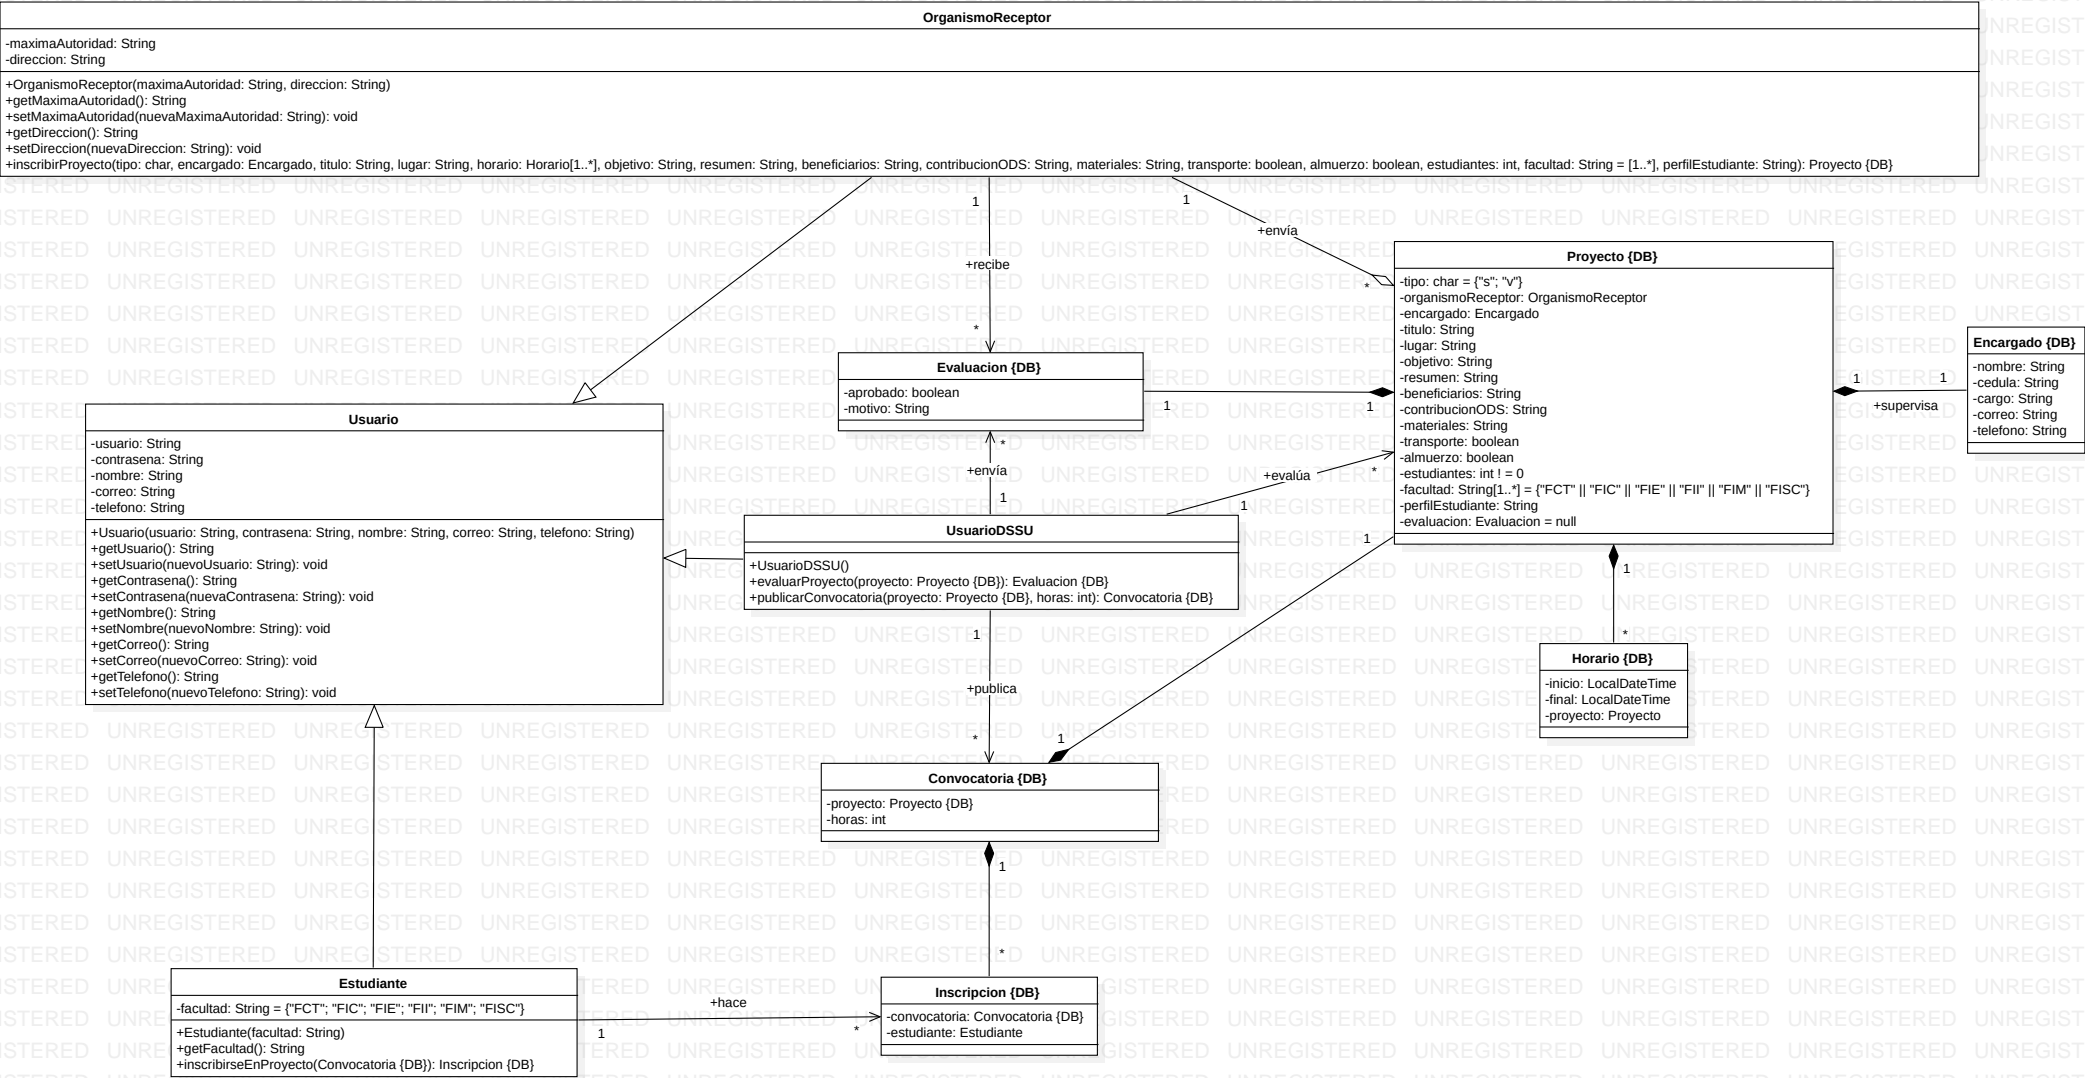 OrganismoReceptor
-maximaAutoridad: String
-direccion: String
+OrganismoReceptor(maximaAutoridad: String, direccion: String)
+getMaximaAutoridad(): String
+setMaximaAutoridad(nuevaMaximaAutoridad: String): void
+getDireccion(): String
+setDireccion(nuevaDireccion: String): void
+inscribirProyecto(tipo: char, encargado: Encargado, titulo: String, lugar: String, horario: Horario[1..*], objetivo: String, resumen: String, beneficiarios: String, contribucionODS: String, materiales: String, transporte: boolean, almuerzo: boolean, estudiantes: int, facultad: String = [1..*], perfilEstudiante: String): Proyecto {DB}
1
+recibe
*
1
+envía
*
Proyecto {DB}
-tipo: char = {"s"; "v"}
-organismoReceptor: OrganismoReceptor
-encargado: Encargado
-titulo: String
-lugar: String
-objetivo: String
-resumen: String
-beneficiarios: String
-contribucionODS: String
-materiales: String
-transporte: boolean
-almuerzo: boolean
-estudiantes: int ! = 0
-facultad: String[1..*] = {"FCT" || "FIC" || "FIE" || "FII" || "FIM" || "FISC"}
-perfilEstudiante: String
-evaluacion: Evaluacion = null
1
1
+supervisa
Encargado {DB}
-nombre: String
-cedula: String
-cargo: String
-correo: String
-telefono: String
Evaluacion {DB}
-aprobado: boolean
-motivo: String
1
1
*
+envía
1
+evalúa
*
1
Usuario
-usuario: String
-contrasena: String
-nombre: String
-correo: String
-telefono: String
+Usuario(usuario: String, contrasena: String, nombre: String, correo: String, telefono: String)
+getUsuario(): String
+setUsuario(nuevoUsuario: String): void
+getContrasena(): String
+setContrasena(nuevaContrasena: String): void
+getNombre(): String
+setNombre(nuevoNombre: String): void
+getCorreo(): String
+setCorreo(nuevoCorreo: String): void
+getTelefono(): String
+setTelefono(nuevoTelefono: String): void
UsuarioDSSU
+UsuarioDSSU()
+evaluarProyecto(proyecto: Proyecto {DB}): Evaluacion {DB}
+publicarConvocatoria(proyecto: Proyecto {DB}, horas: int): Convocatoria {DB}
1
+publica
*
1
1
1
*
Horario {DB}
-inicio: LocalDateTime
-final: LocalDateTime
-proyecto: Proyecto
Convocatoria {DB}
-proyecto: Proyecto {DB}
-horas: int
1
*
Estudiante
-facultad: String = {"FCT"; "FIC"; "FIE"; "FII"; "FIM"; "FISC"}
+Estudiante(facultad: String)
+getFacultad(): String
+inscribirseEnProyecto(Convocatoria {DB}): Inscripcion {DB}
+hace
1
*
Inscripcion {DB}
-convocatoria: Convocatoria {DB}
-estudiante: Estudiante
UNREGISTERED